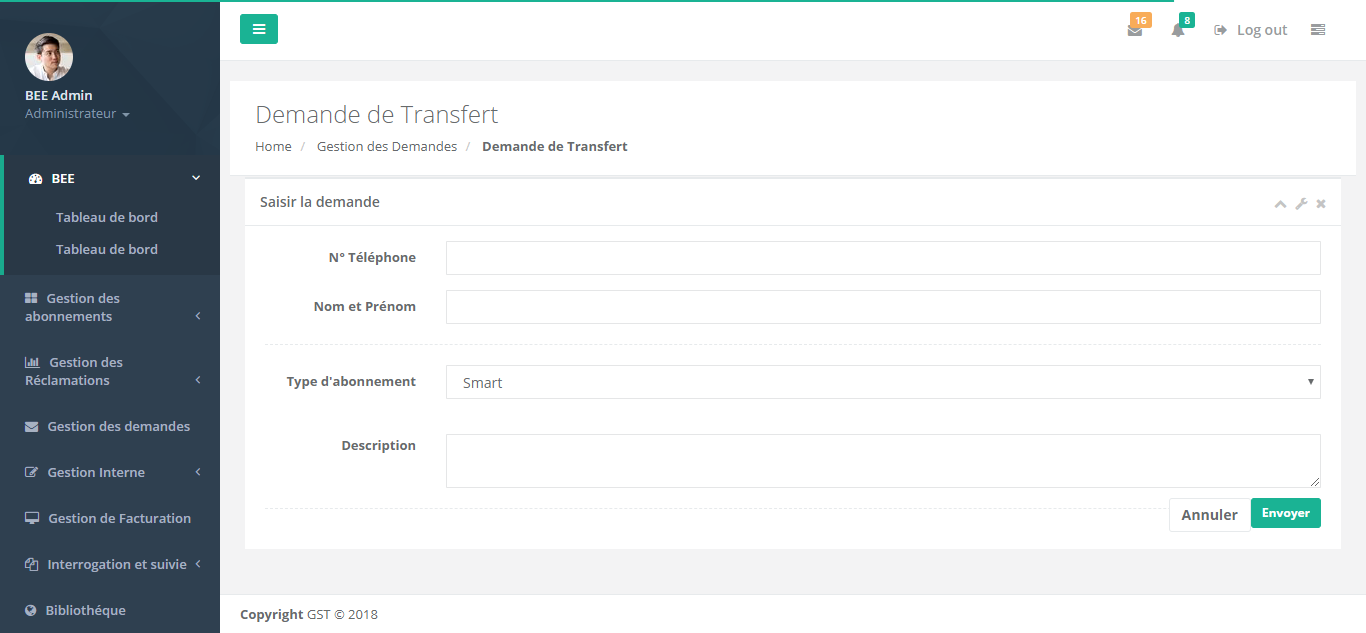 BEE Admin
Administrateur
BEE
Tableau de bord
Tableau de bord
Gestion des
abonnements
Gestion des
Réclamations
Gestion des demandes
Gestion Interne
Gestion de Facturation
Interrogation et suivie
Bibliothéque
16
8
Log out
Demande de Transfert
Home / Gestion des Demandes / Demande de Transfert
Saisir la demande
N° Téléphone
Nom et Prénom
Type d'abonnement
Smart
Description
Annuler
Envoyer
Copyright GST © 2018